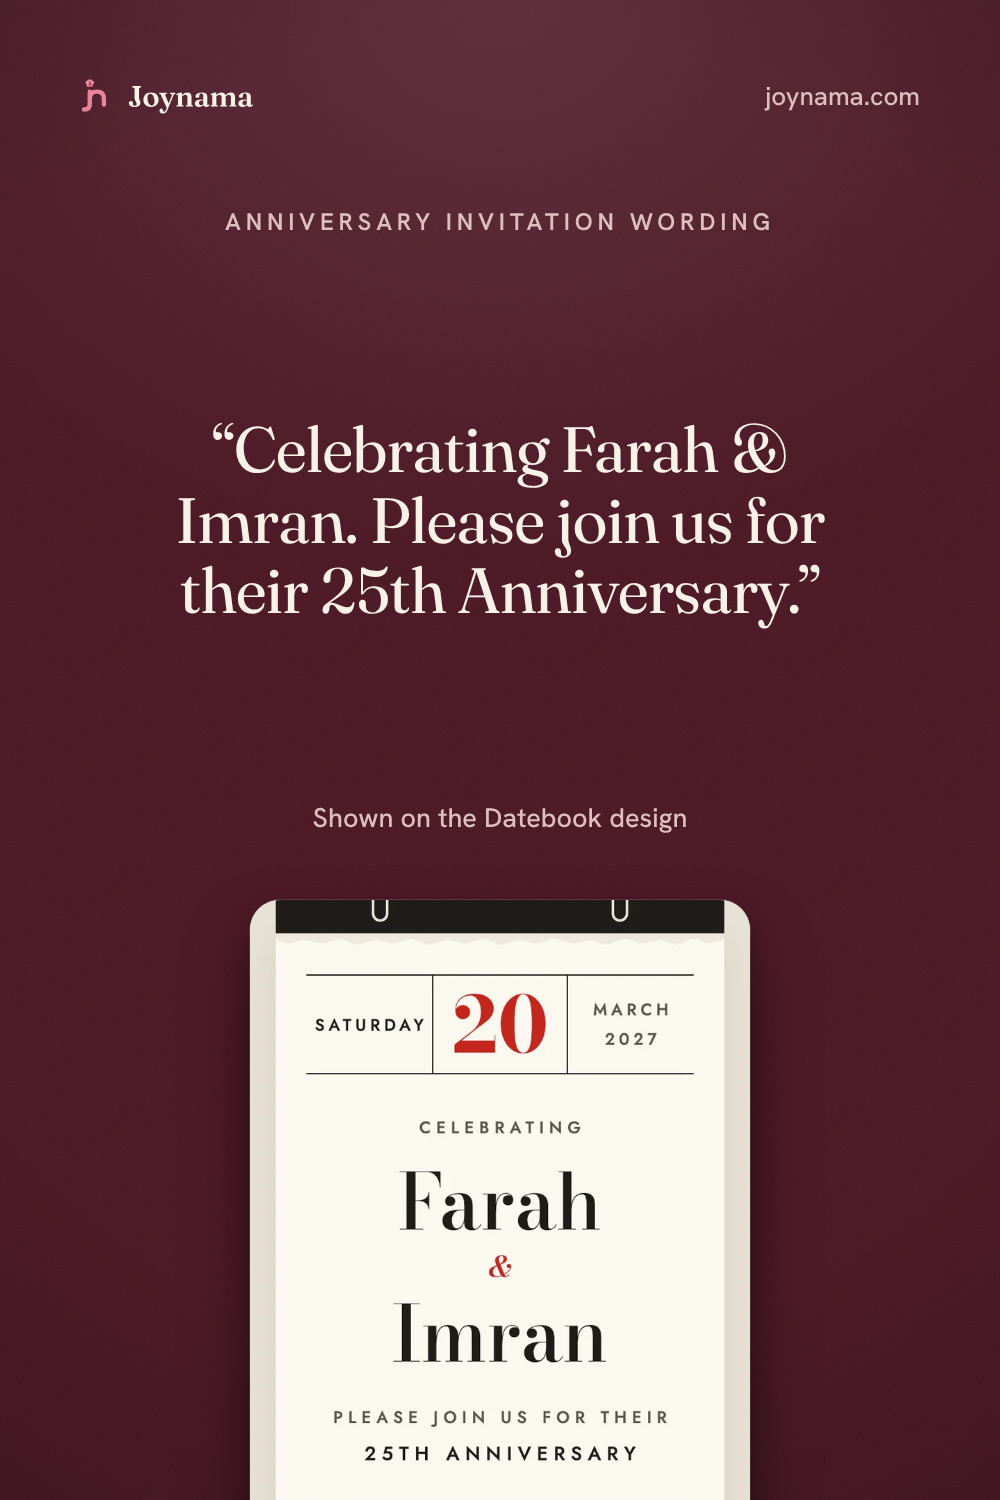 Joynama
joynama.com
ANNIVERSARY INVITATION WORDING
“Celebrating Farah &
Imran. Please join us for
their 25th Anniversary.”
Shown on the Datebook design
SATURDAY
20
MARCH
2027
CELEBRATING
Farah
&
Imran
PLEASE JOIN US FOR THEIR
25TH ANNIVERSARY